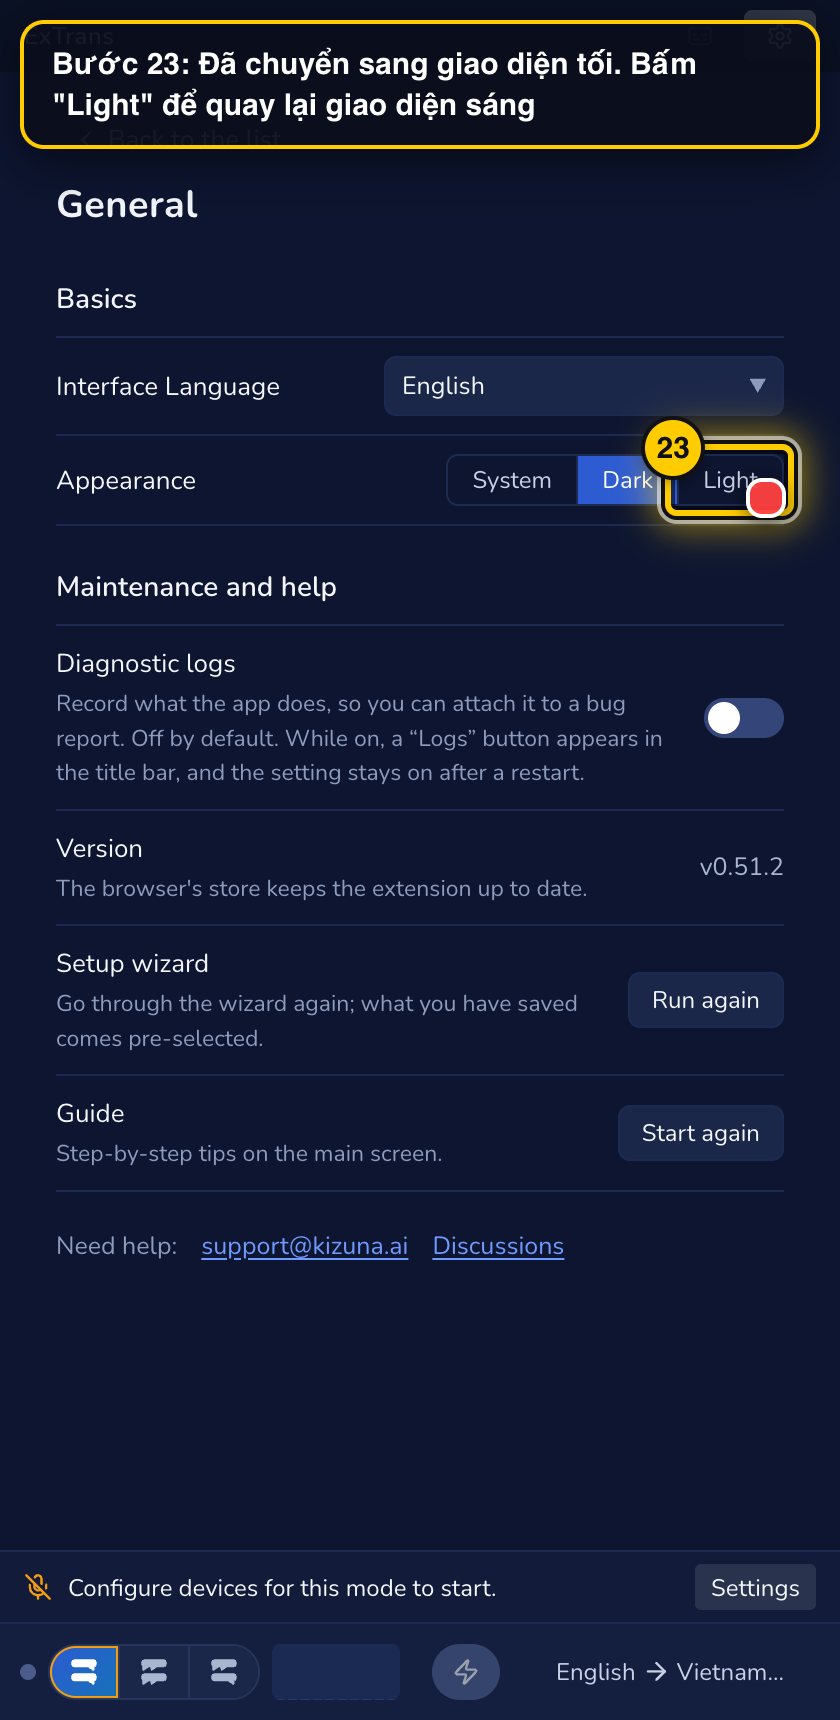 ExTrans
Bước 23: Đã chuyển sang giao diện tối. Bấm
"Light" để quay lại giao diện sáng
Back to the list
General
Basics
Interface Language
English
23
Appearance
System
Dark
Light
Maintenance and help
Diagnostic logs
Record what the app does, so you can attach it to a bug
report. Off by default. While on, a “Logs” button appears in
the title bar, and the setting stays on after a restart.
Version
v0.51.2
The browser's store keeps the extension up to date.
Setup wizard
Go through the wizard again; what you have saved
comes pre-selected.
Run again
Guide
Step-by-step tips on the main screen.
Start again
Need help: support@kizuna.ai Discussions
Configure devices for this mode to start.
Settings
English → Vietnam...